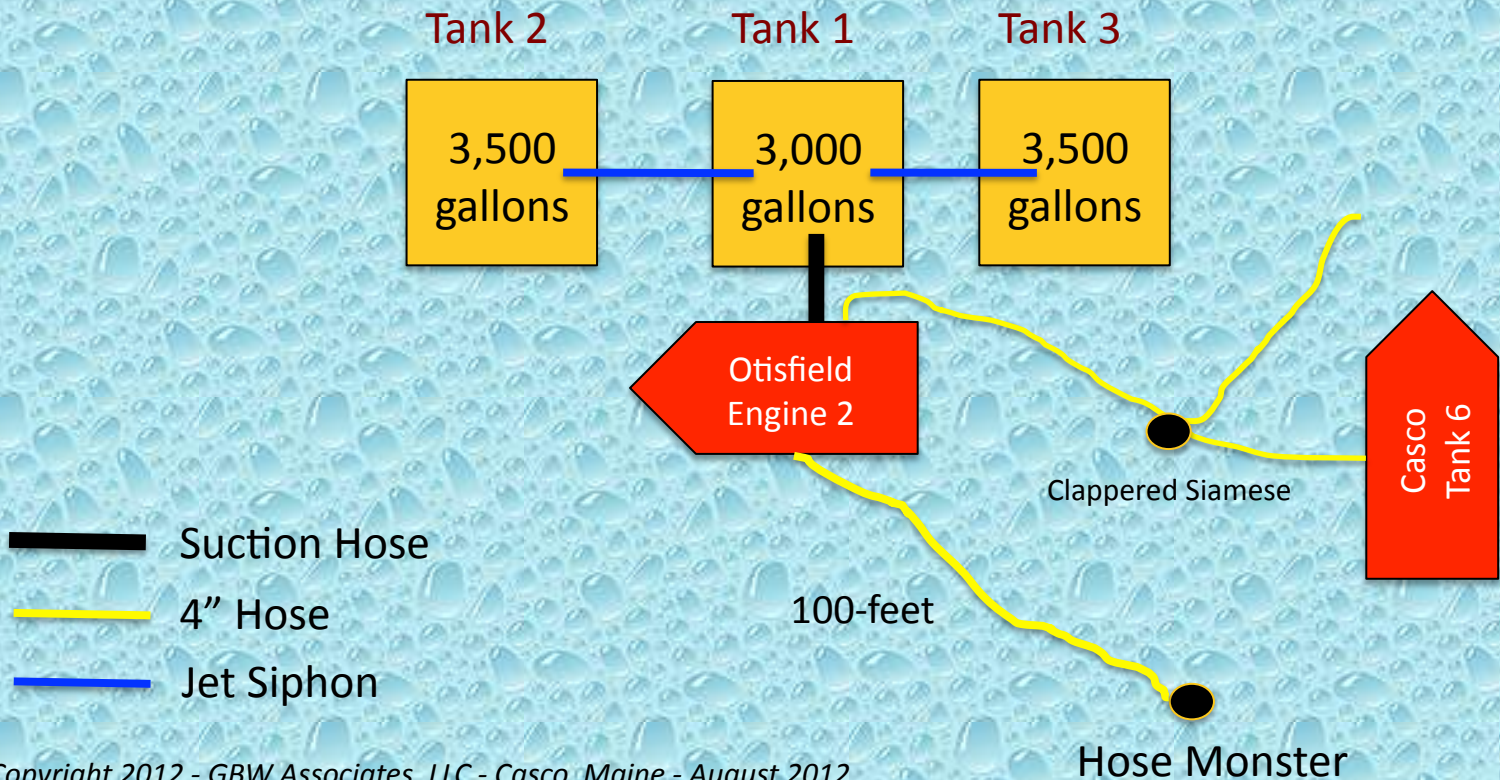 Tank 2
Tank 1
Tank 3
3,500
gallons
3,000
gallons
3,500
gallons
Otisfield
Engine 2
Casco
Tank 6
Clappered Siamese
Suction Hose
4” Hose
Jet Siphon
100-feet
Hose Monster
Copyright 2012 - GBW Associates, LLC - Casco, Maine - August 2012